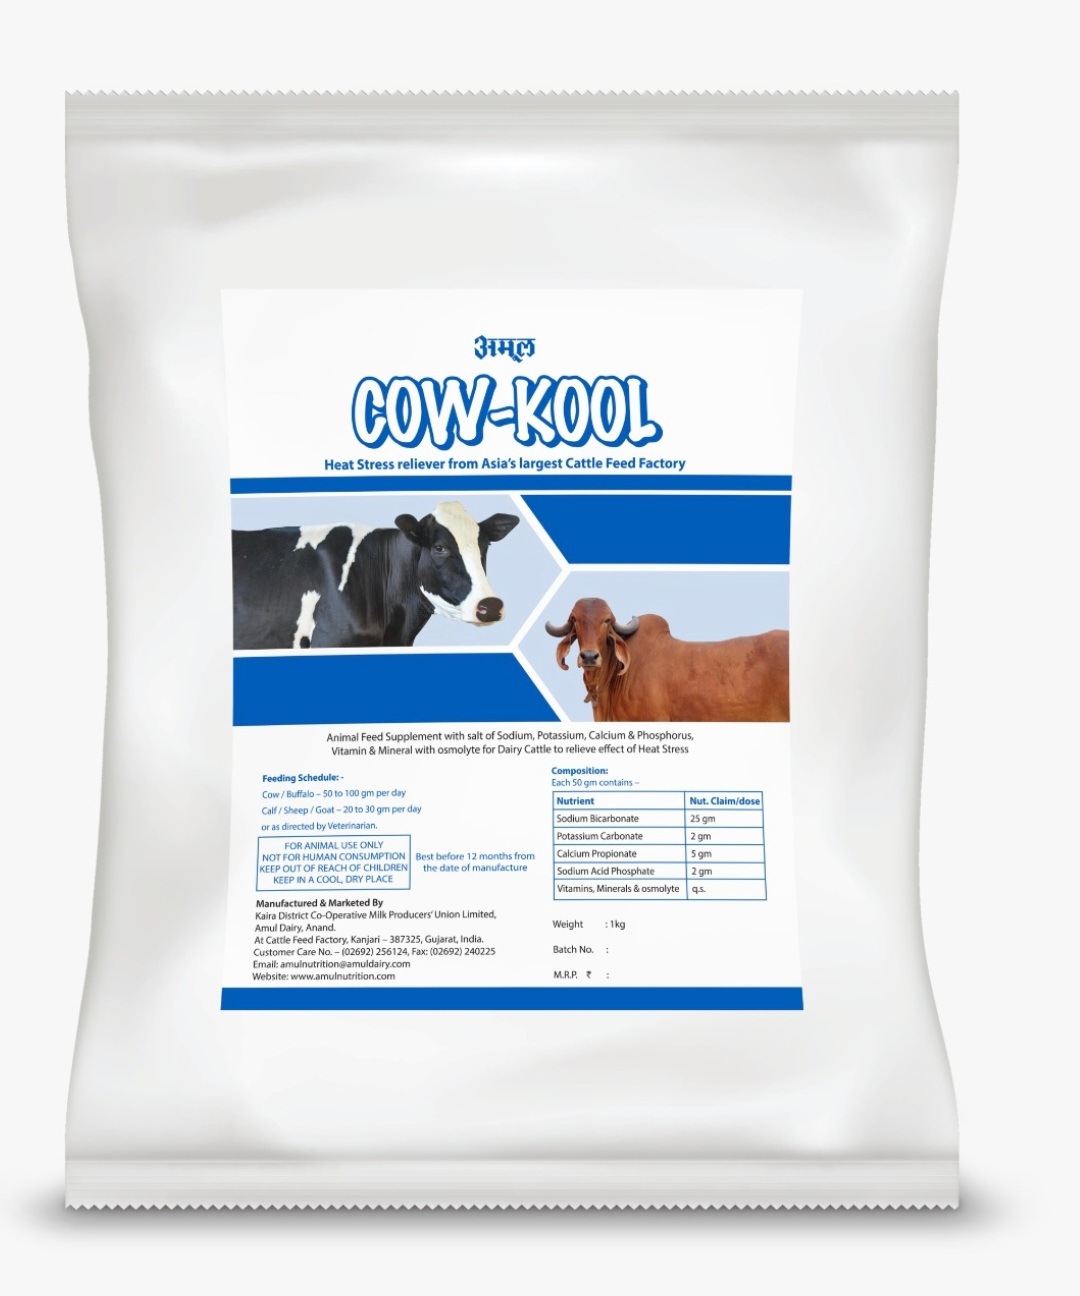 अमूल
COW-KOOL
Heat Stress reliever from Asia's largest Cattle Feed Factory
Animal Feed Supplement with salt of Sodium, Potassium, Calcium & Phosphorus,
Vitamin & Mineral with osmolyte for Dairy Cattle to relieve effect of Heat Stress
Feeding Schedule: -
Cow / Buffalo – 50 to 100 gm per day
Calf / Sheep / Goat – 20 to 30 gm per day
or as directed by Veterinarian.
FOR ANIMAL USE ONLY
NOT FOR HUMAN CONSUMPTION
KEEP OUT OF REACH OF CHILDREN
KEEP IN A COOL, DRY PLACE
Best before 12 months from
the date of manufacture
Manufactured & Marketed By
Kaira District Co-Operative Milk Producers' Union Limited,
Amul Dairy, Anand.
At Cattle Feed Factory, Kanjari – 387325, Gujarat, India.
Customer Care No. – (02692) 256124, Fax: (02692) 240225
Email: amulnutrition@amuldairy.com
Website: www.amulnutrition.com
Composition:
Each 50 gm contains –
Nutrient Nut. Claim/dose
Sodium Bicarbonate 25 gm
Potassium Carbonate 2 gm
Calcium Propionate 5 gm
Sodium Acid Phosphate 2 gm
Vitamins, Minerals & osmolyte q.s.
Weight : 1kg
Batch No. :
M.R.P. ₹ :